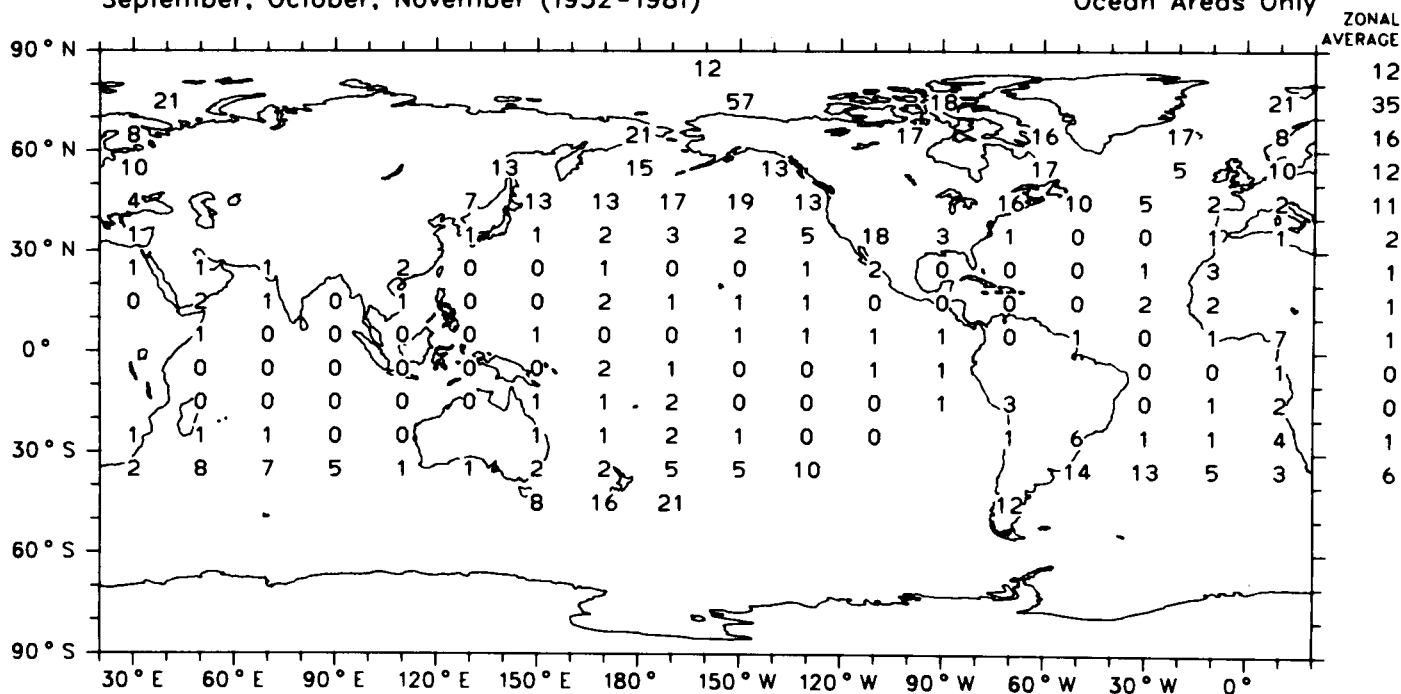 September, October, November (1952-1981) Ocean Areas Only
ZONAL
AVERAGE
90° N
12 12
21 57 18 21 35
8 21 17 16 17 8 16
60° N
10 13 15 13 17 5 10 12
4 7 13 13 17 19 13 16 10 5 2 2 11
17 1 1 2 3 2 5 18 3 1 0 0 1 1 2
30° N
1 1 1 2 0 0 1 0 0 1 2 0 0 0 1 3 1
0 2 1 0 1 0 0 2 1 1 1 0 0 0 0 2 2 1
1 0 0 0 0 1 0 0 1 1 1 1 0 1 0 1 7 1
0°
0 0 0 0 0 0 2 1 0 0 1 1 0 0 1 0
0 0 0 0 0 1 1 2 0 0 0 1 3 0 1 2 0
1 1 1 0 0 1 1 2 1 0 0 1 6 1 1 4 1
30° S
2 8 7 5 1 1 2 2 5 5 10 14 13 5 3 6
8 16 21 12
60° S
90° S
30° E 60° E 90° E 120° E 150° E 180° 150° W 120° W 90° W 60° W 30° W 0°